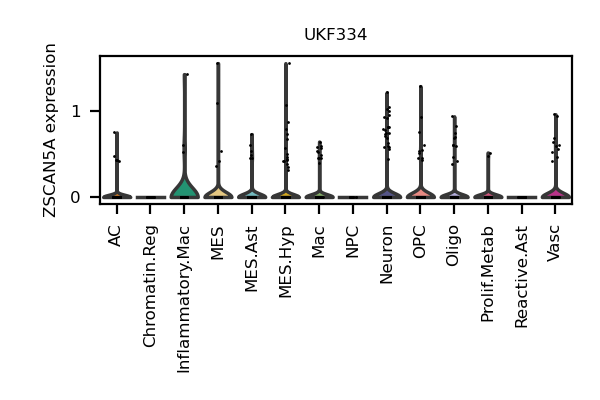 UKF334
ZSCAN5A expression
1
0
AC
Chromatin.Reg
Inflammatory.Mac
MES
MES.Ast
MES.Hyp
Mac
NPC
Neuron
OPC
Oligo
Prolif.Metab
Reactive.Ast
Vasc